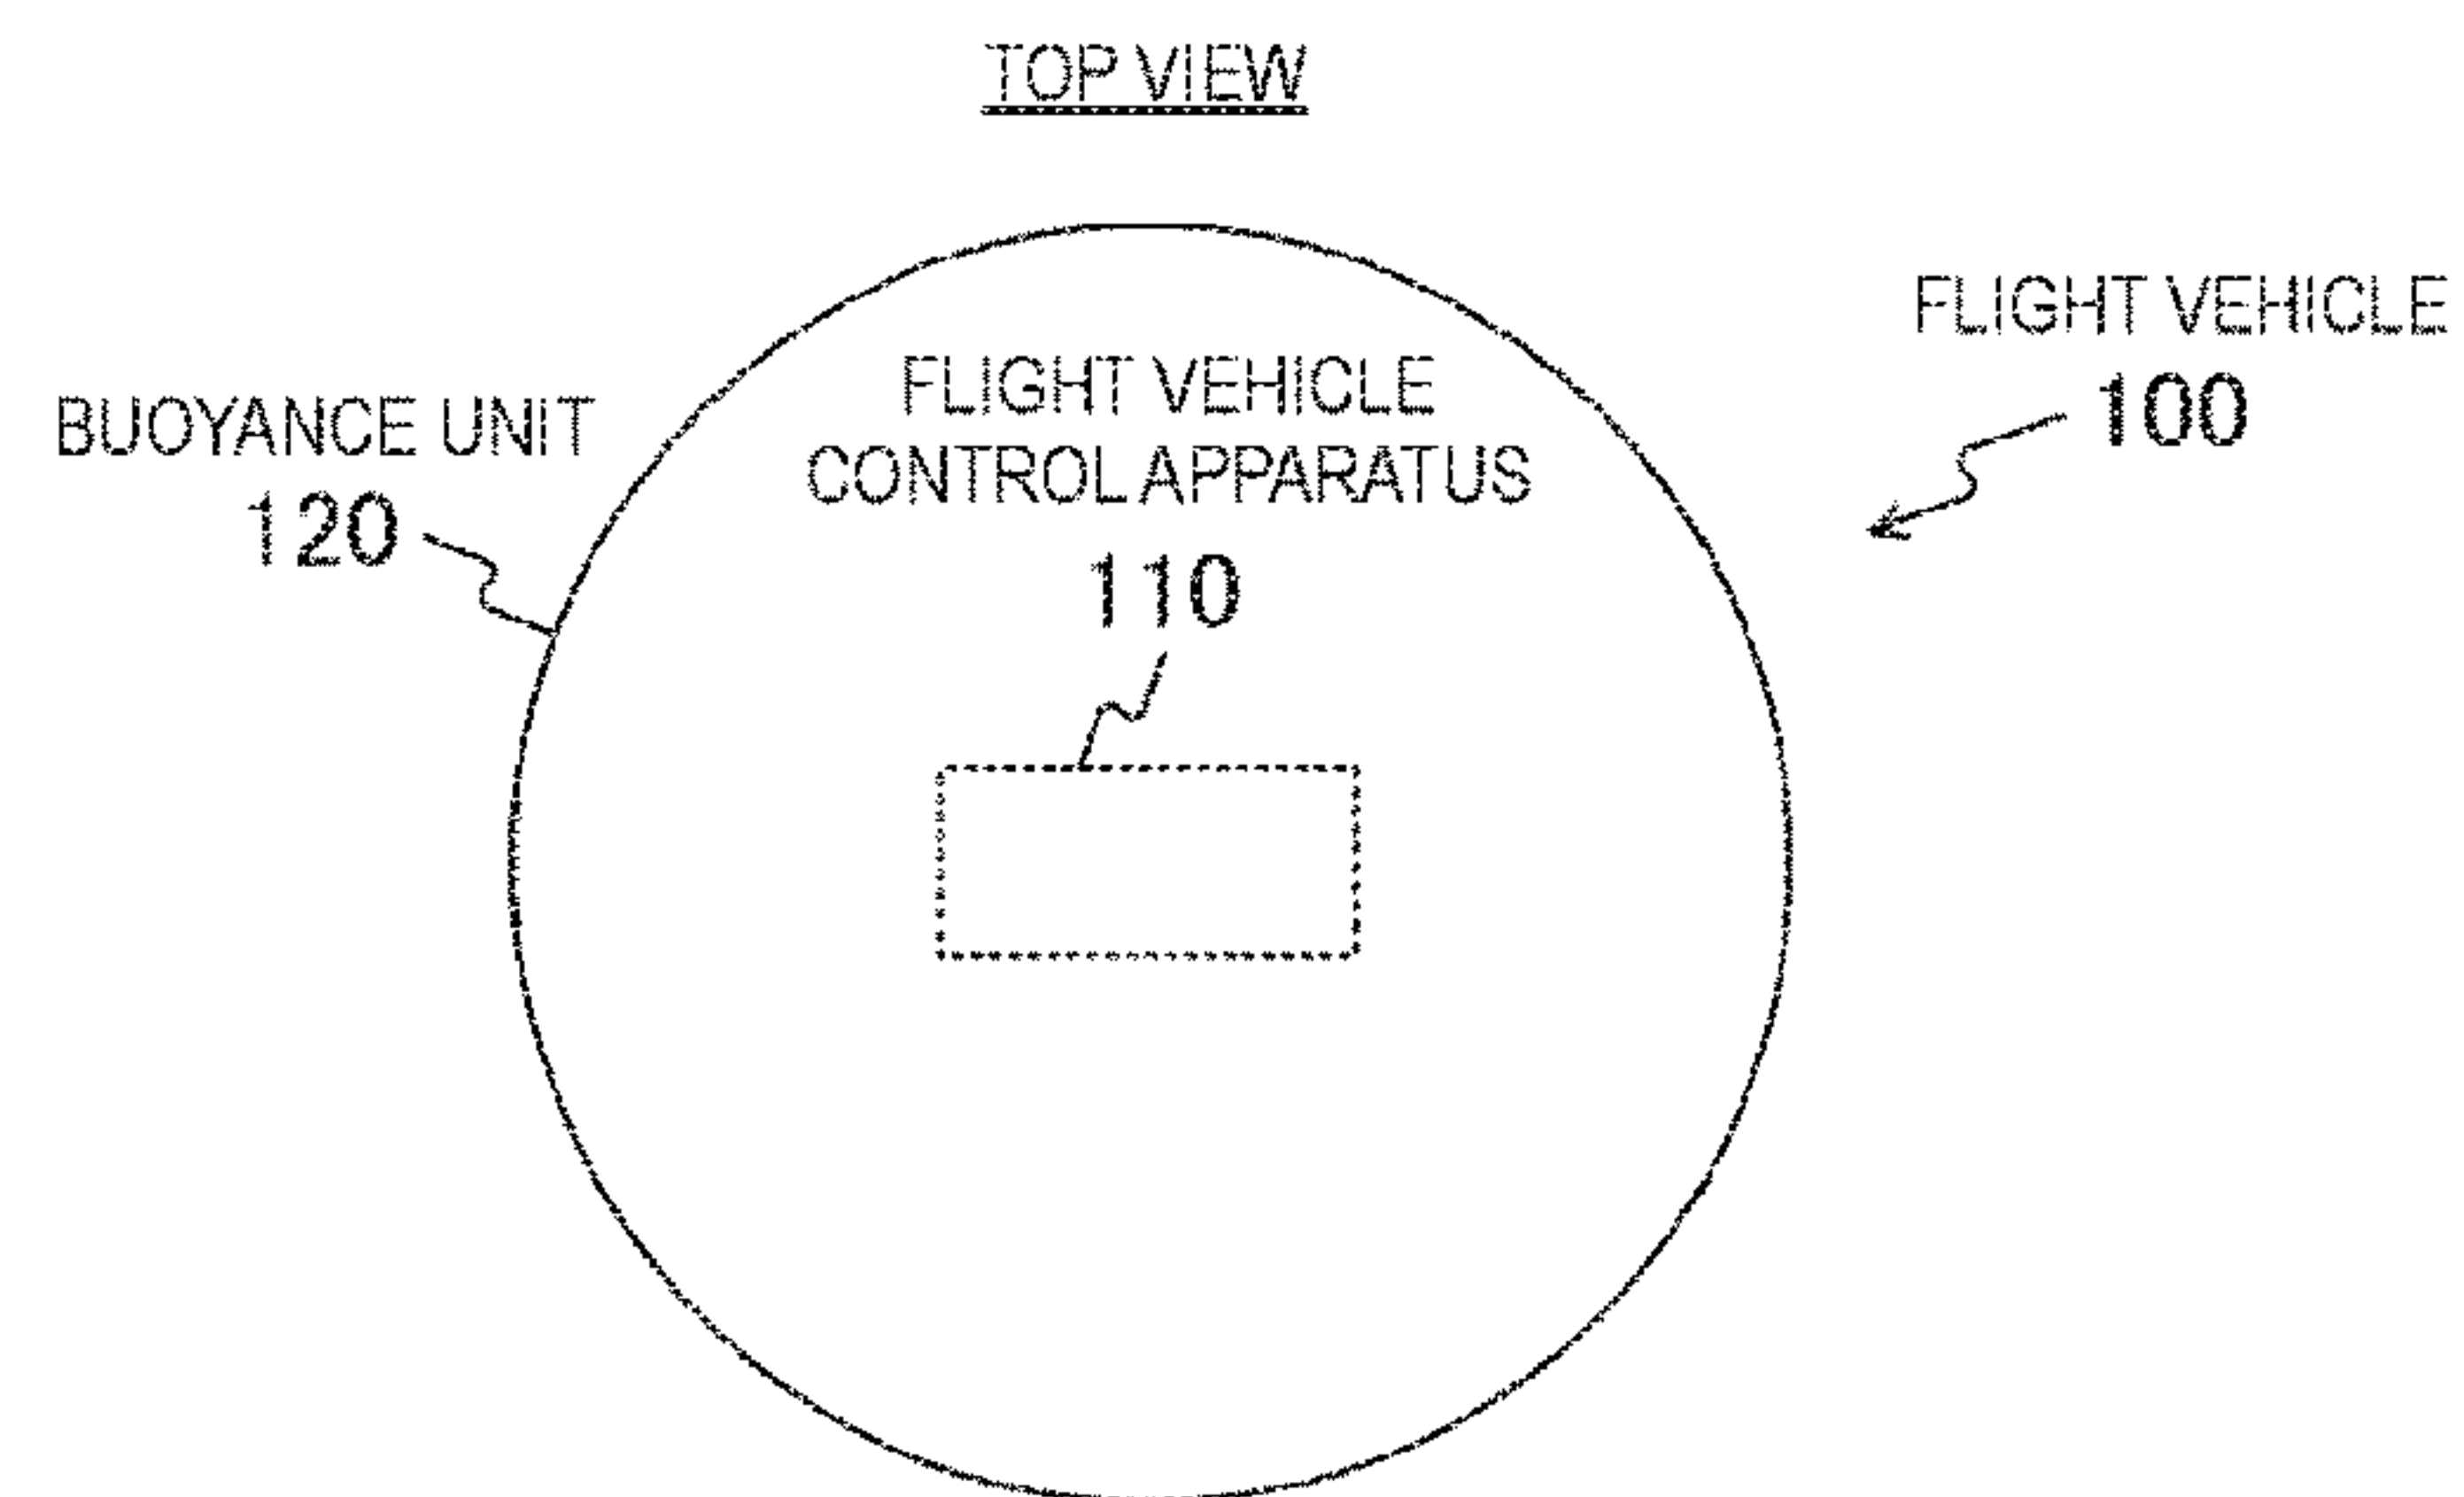 TOP VIEW
FLIGHT VEHICLE
100
FLIGHT VEHICLE
CONTROL APPARATUS
110
BUOYANCE UNIT
120